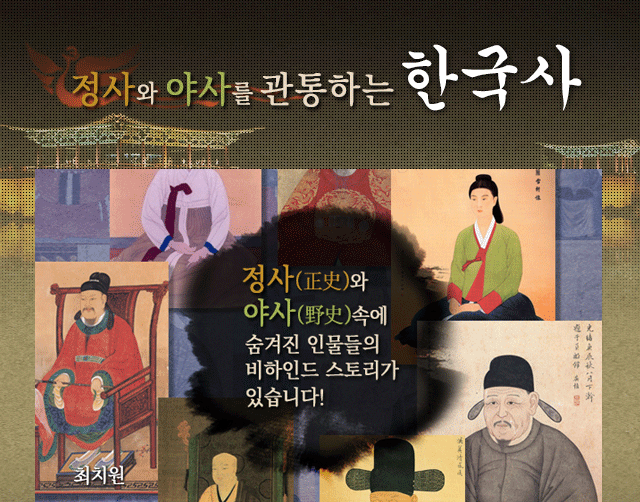 정사와 야사를 관통하는 한국사
정사(正史)와
야사(野史)속에
숨겨진 인물들의
비하인드 스토리가
있습니다!
최치원